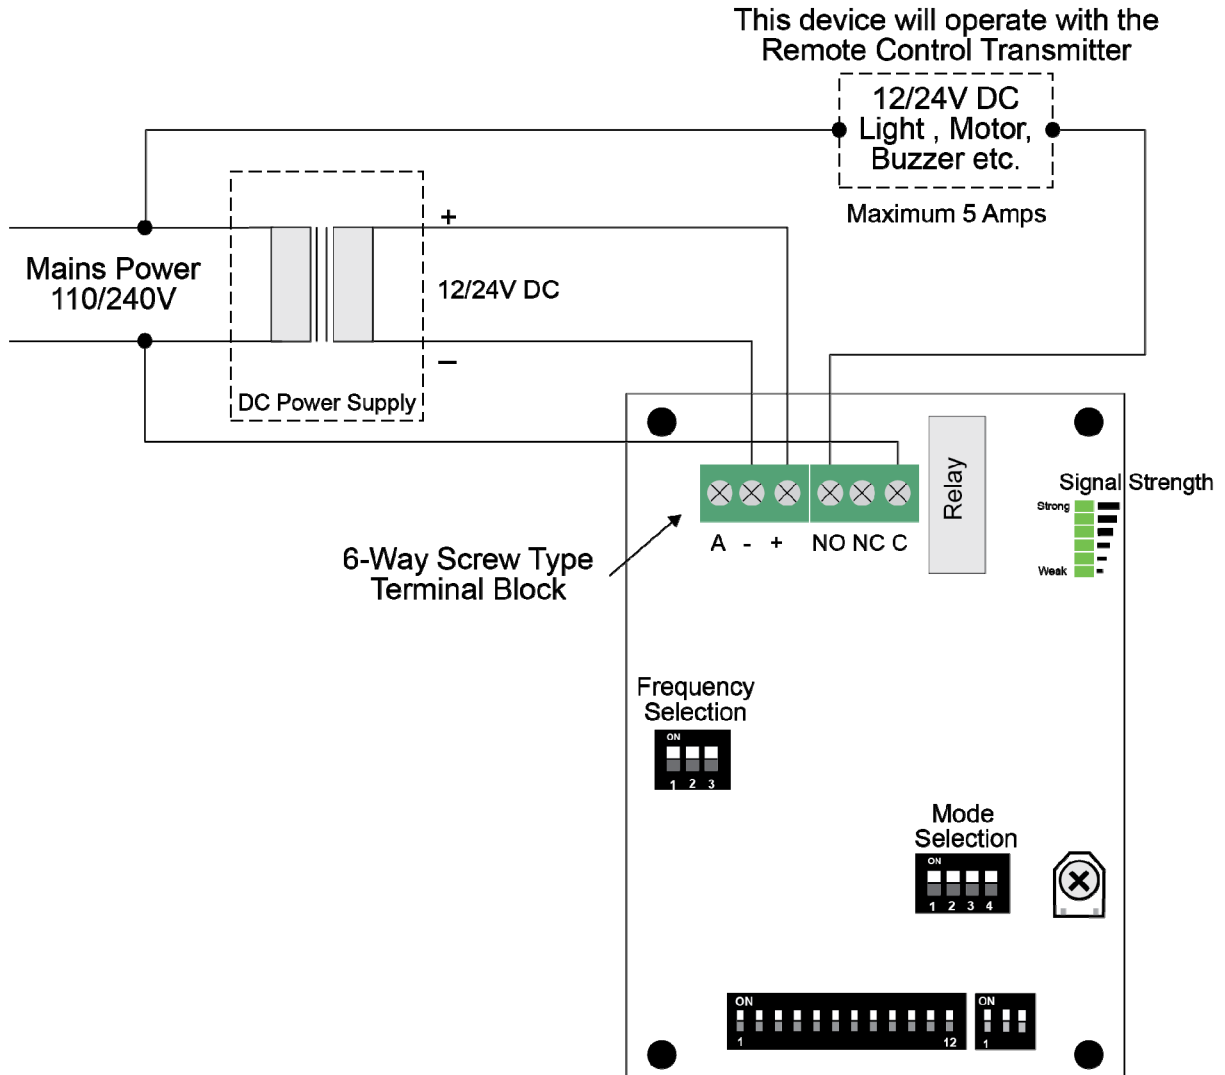 This device will operate with the
Remote Control Transmitter
12/24V DC
Light , Motor,
Buzzer etc.
Maximum 5 Amps
+
Mains Power
110/240V
12/24V DC
–
DC Power Supply
Relay
Signal Strength
Strong
Weak
A - + NO NC C
6-Way Screw Type
Terminal Block
Frequency
Selection
ON
1 2 3
Mode
Selection
ON
1 2 3 4
ON
1 12
ON
1